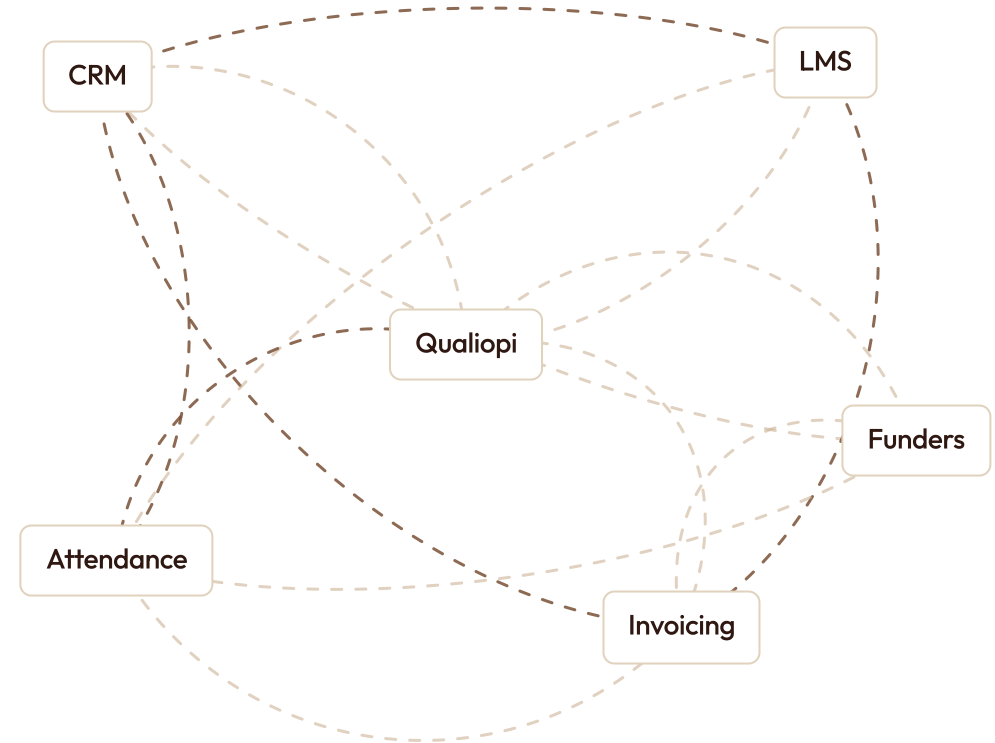 CRM
LMS
Qualiopi
Funders
Attendance
Invoicing